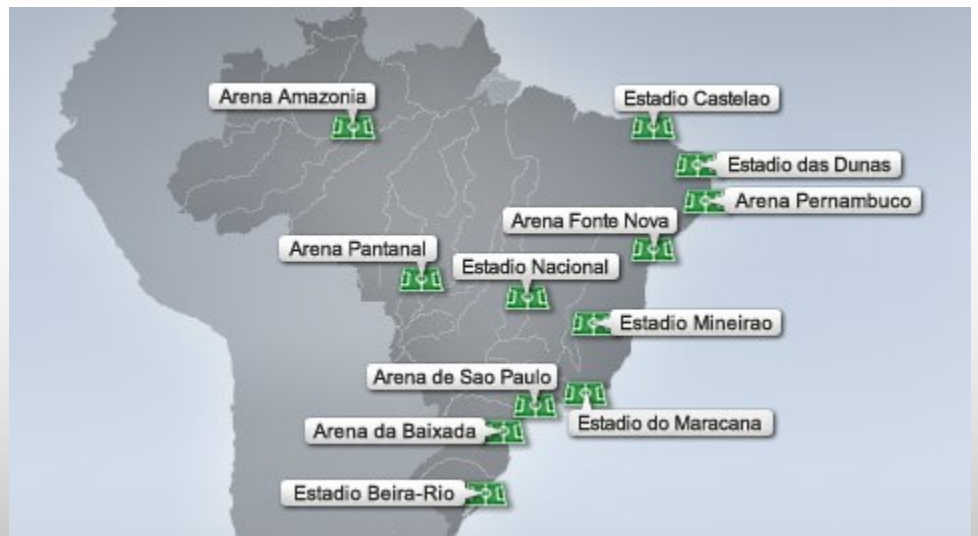 Arena Amazonia
Estadio Castelao
Estadio das Dunas
Arena Pernambuco
Arena Fonte Nova
Arena Pantanal
Estadio Nacional
Estadio Mineirao
Arena de Sao Paulo
Estadio do Maracana
Arena da Baixada
Estadio Beira-Rio